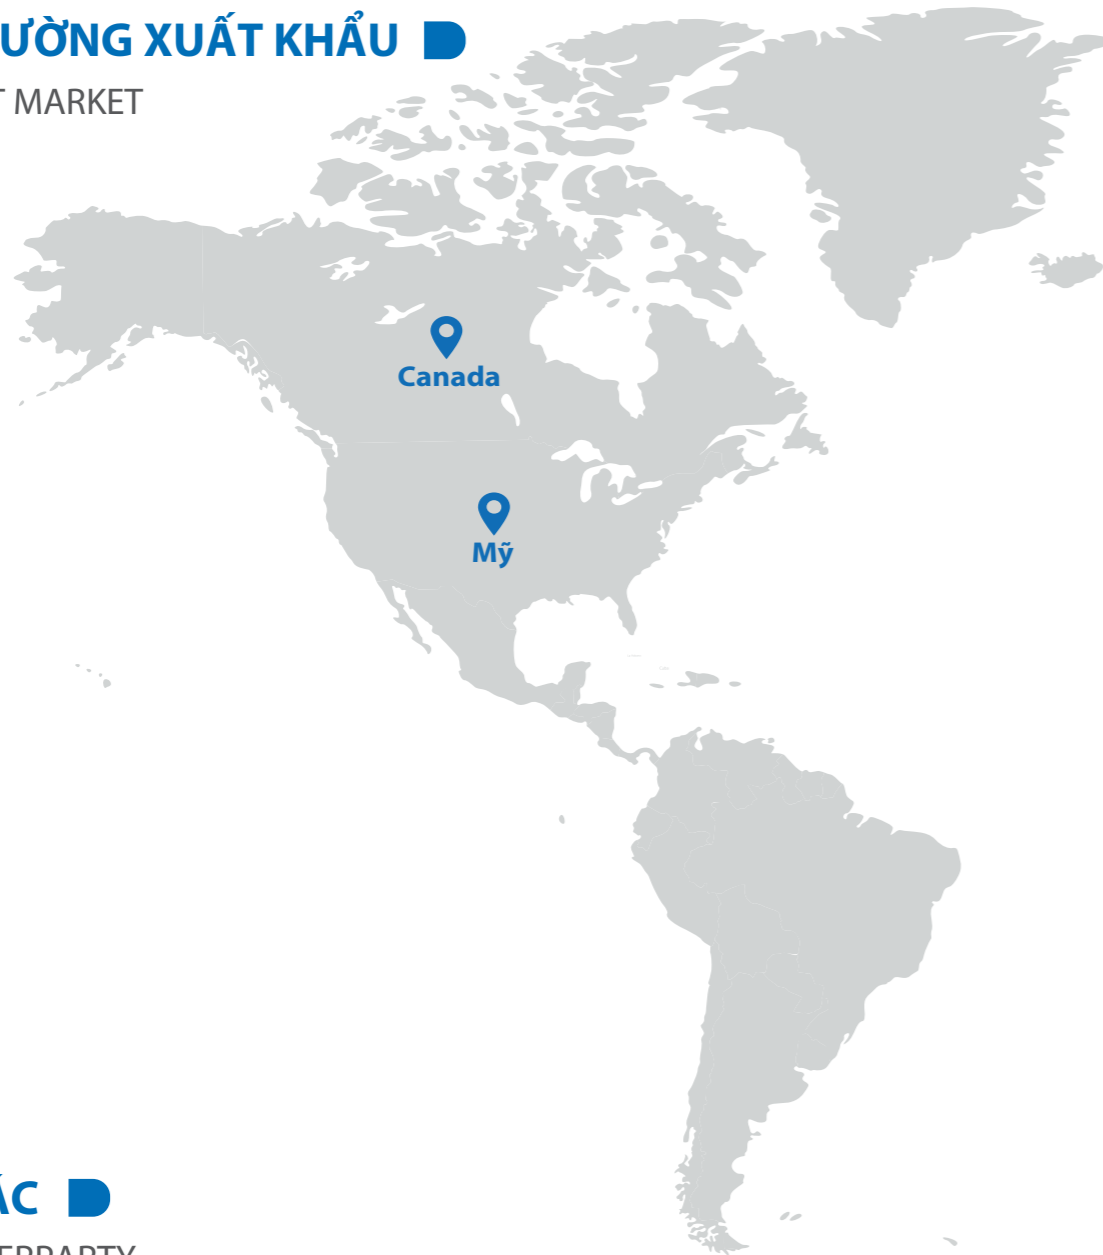 ƯỜNG XUẤT KHẨU
T MARKET
Canada
Mỹ
ÁC
ERPARTY